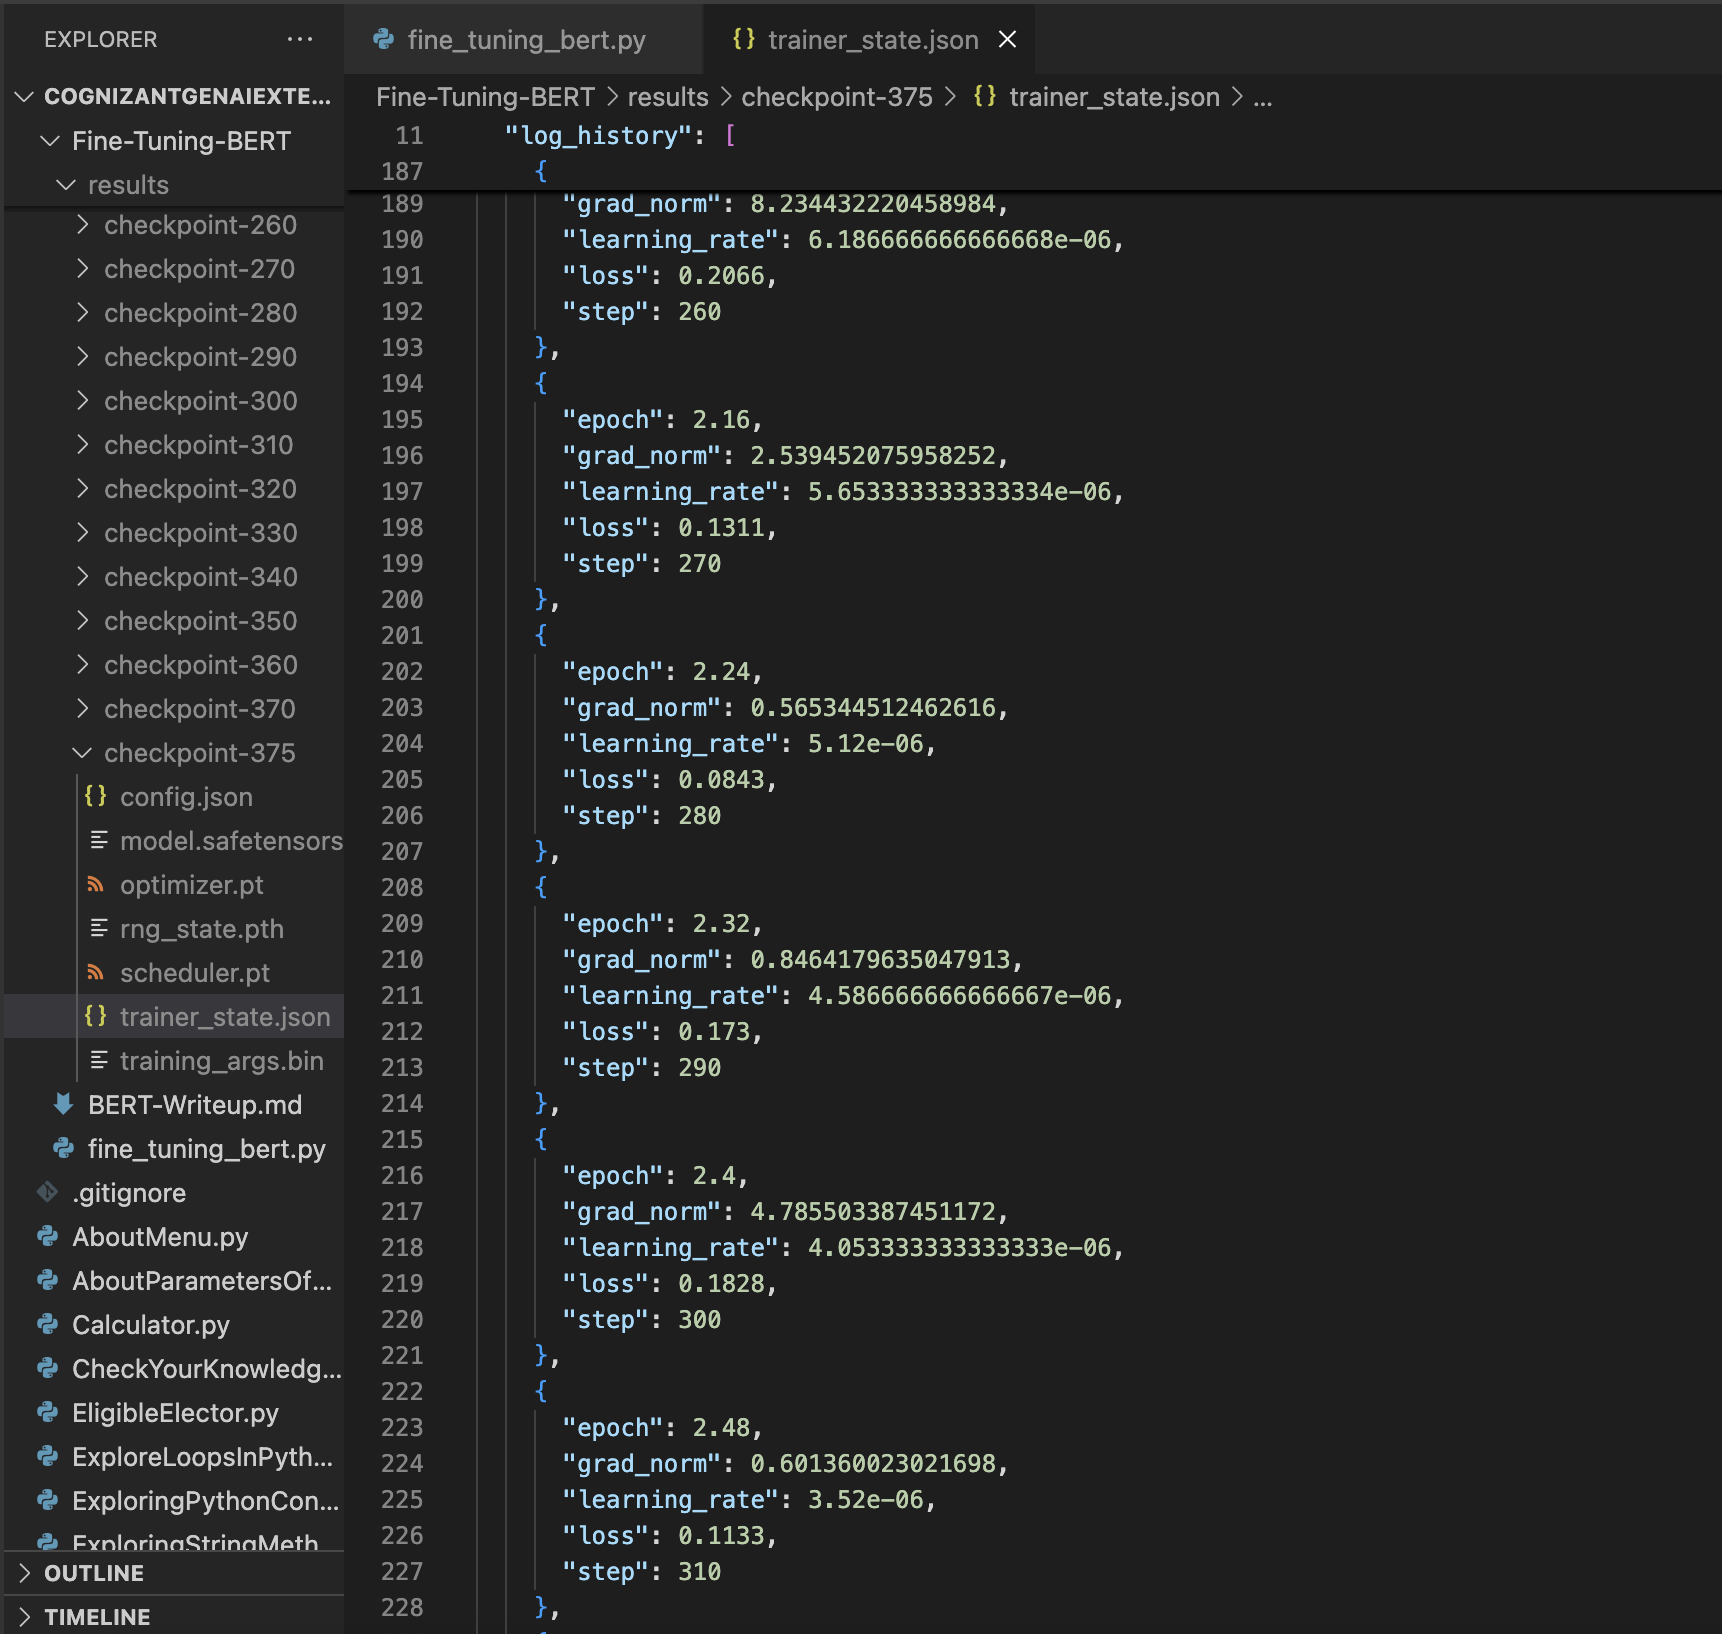 EXPLORER
COGNIZANTGENAIEXTE...
Fine-Tuning-BERT
results
checkpoint-260
checkpoint-270
checkpoint-280
checkpoint-290
checkpoint-300
checkpoint-310
checkpoint-320
checkpoint-330
checkpoint-340
checkpoint-350
checkpoint-360
checkpoint-370
checkpoint-375
config.json
model.safetensors
optimizer.pt
rng_state.pth
scheduler.pt
trainer_state.json
training_args.bin
BERT-Writeup.md
fine_tuning_bert.py
.gitignore
AboutMenu.py
AboutParametersOf...
Calculator.py
CheckYourKnowledg...
EligibleElector.py
ExploreLoopsInPyth...
ExploringPythonCon...
ExploringStringMeth
OUTLINE
TIMELINE
fine_tuning_bert.py
{} trainer_state.json
Fine-Tuning-BERT > results > checkpoint-375 > {} trainer_state.json > ...
11 "log_history": [
187 {
189 "grad_norm": 8.234432220458984,
190 "learning_rate": 6.186666666666668e-06,
191 "loss": 0.2066,
192 "step": 260
193 },
194 {
195 "epoch": 2.16,
196 "grad_norm": 2.539452075958252,
197 "learning_rate": 5.653333333333334e-06,
198 "loss": 0.1311,
199 "step": 270
200 },
201 {
202 "epoch": 2.24,
203 "grad_norm": 0.565344512462616,
204 "learning_rate": 5.12e-06,
205 "loss": 0.0843,
206 "step": 280
207 },
208 {
209 "epoch": 2.32,
210 "grad_norm": 0.8464179635047913,
211 "learning_rate": 4.586666666666667e-06,
212 "loss": 0.173,
213 "step": 290
214 },
215 {
216 "epoch": 2.4,
217 "grad_norm": 4.785503387451172,
218 "learning_rate": 4.053333333333333e-06,
219 "loss": 0.1828,
220 "step": 300
221 },
222 {
223 "epoch": 2.48,
224 "grad_norm": 0.601360023021698,
225 "learning_rate": 3.52e-06,
226 "loss": 0.1133,
227 "step": 310
228 },